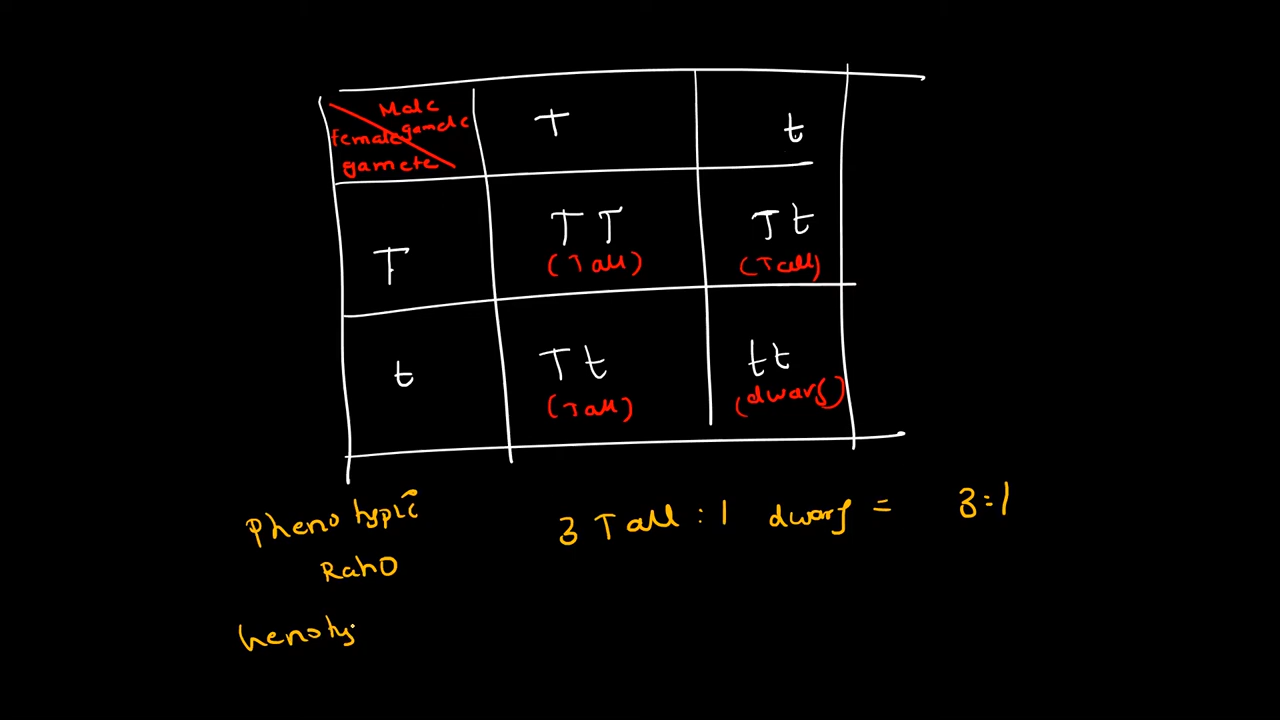 Male
gamete
female
gamete
T t
T TT Tt
(Tall) (Tall)
t Tt tt
(Tall) (dwarf)
Phenotypic 3 Tall : 1 dwarf = 3:1
Ratio
Genoty